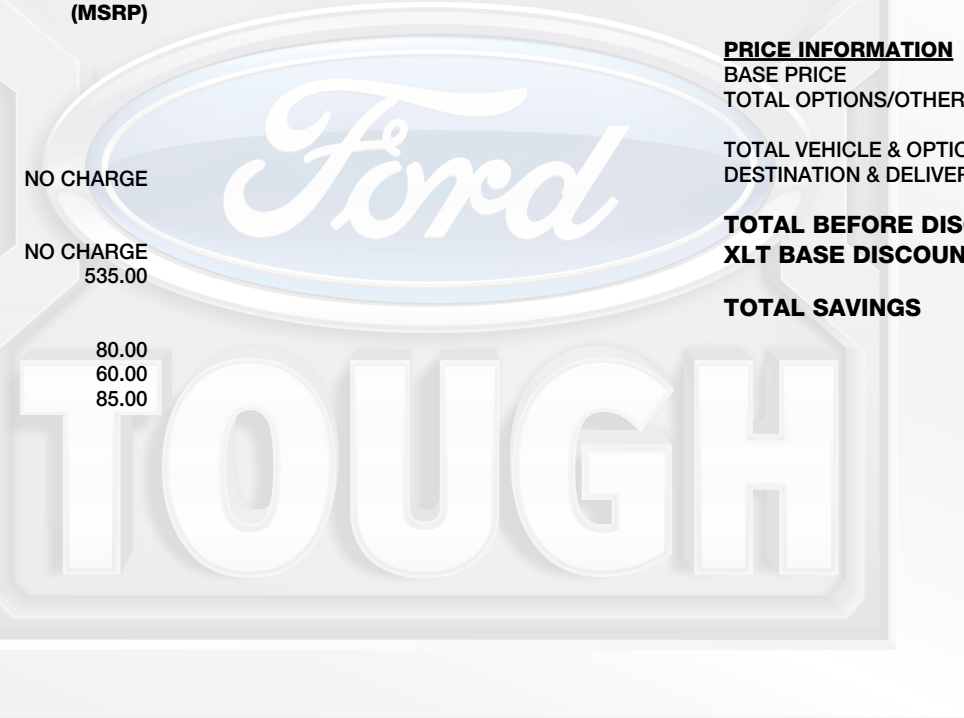 (MSRP)
NO CHARGE
NO CHARGE
535.00
80.00
60.00
85.00
PRICE INFORMATION
BASE PRICE
TOTAL OPTIONS/OTHER
TOTAL VEHICLE & OPTIO
DESTINATION & DELIVER
TOTAL BEFORE DIS
XLT BASE DISCOUN
TOTAL SAVINGS
Ford
TOUGH